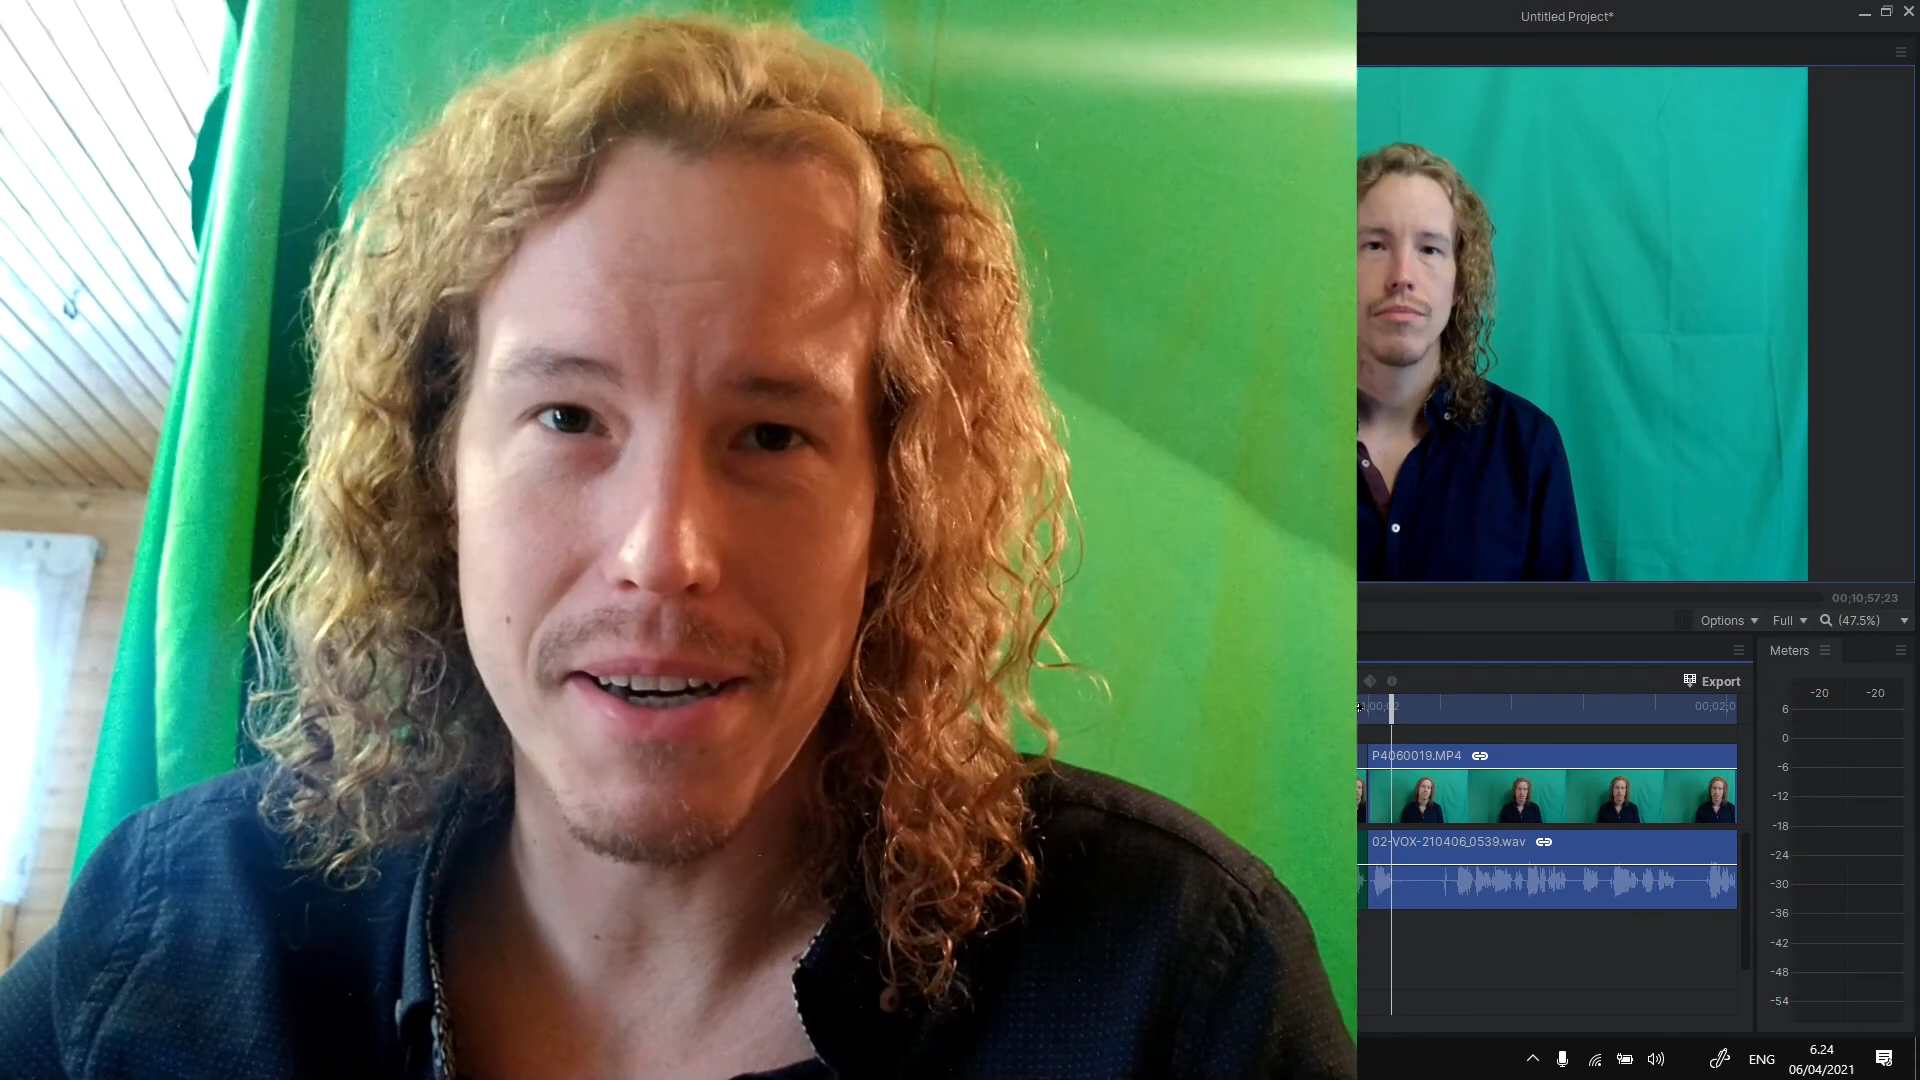 Untitled Project*
00;10;57;23
Options
Full
(47.5%)
Meters
Export
-20 -20
00;02;0
6
0
-6
-12
-18
-24
-30
-36
-42
-48
-54
P4060019.MP4
02-VOX-210406_0539.wav
ENG
6.24
06/04/2021